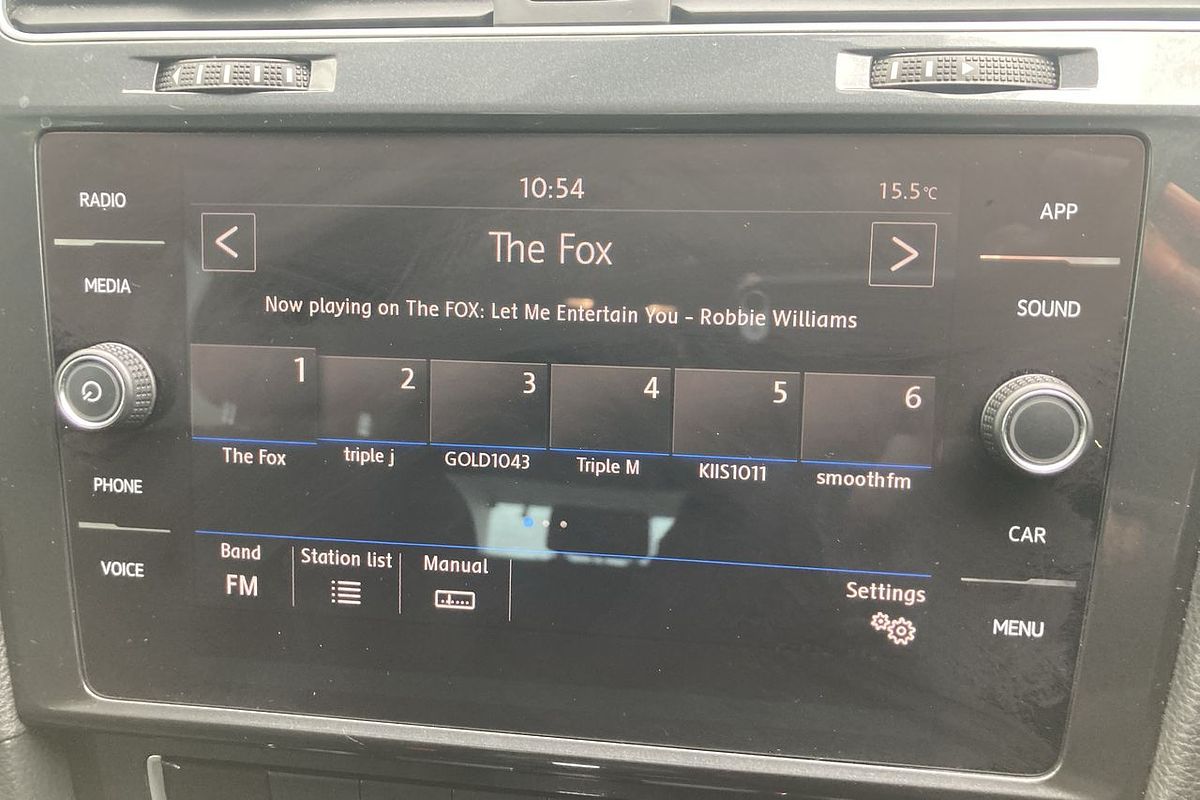 10:54
15.5°C
RADIO
MEDIA
PHONE
VOICE
APP
SOUND
CAR
MENU
<
The Fox
>
Now playing on The FOX: Let Me Entertain You - Robbie Williams
1 2 3 4 5 6
The Fox triple j GOLD1043 Triple M KIIS1011 smoothfm
Band Station list Manual
FM
Settings